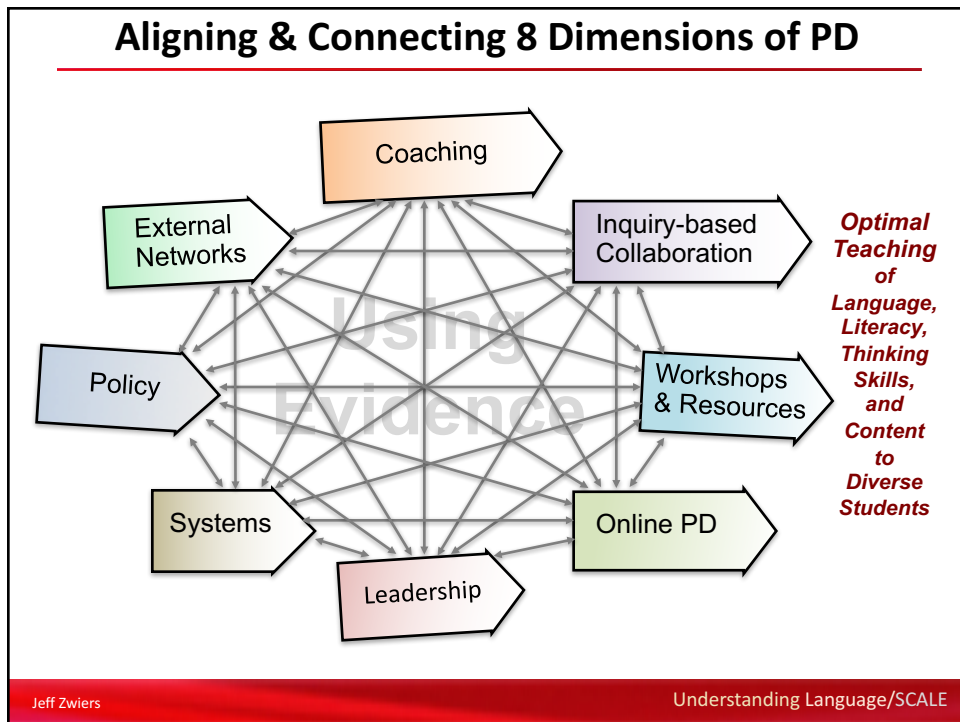 Aligning & Connecting 8 Dimensions of PD
Coaching
External
Networks
Inquiry-based
Collaboration
Optimal
Teaching
of
Language,
Literacy,
Thinking
Skills,
and
Content
to
Diverse
Students
Using
Evidence
Policy
Workshops
& Resources
Systems
Online PD
Leadership
Jeff Zwiers
Understanding Language/SCALE